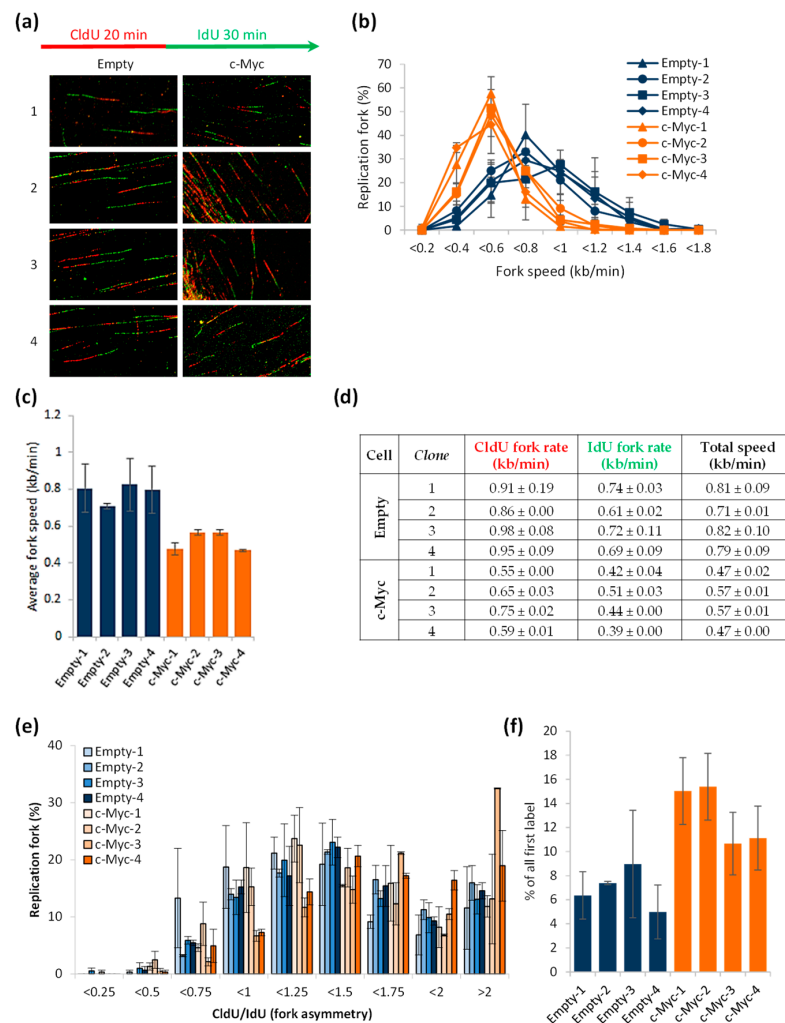 (a)
CldU 20 min IdU 30 min
Empty c-Myc
1
2
3
4
(b)
Replication fork (%)
70
60
50
40
30
20
10
0
<0.2 <0.4 <0.6 <0.8 <1 <1.2 <1.4 <1.6 <1.8
Fork speed (kb/min)
Empty-1
Empty-2
Empty-3
Empty-4
c-Myc-1
c-Myc-2
c-Myc-3
c-Myc-4
(c)
Average fork speed (kb/min)
1.2
1
0.8
0.6
0.4
0.2
0
Empty-1 Empty-2 Empty-3 Empty-4 c-Myc-1 c-Myc-2 c-Myc-3 c-Myc-4
(d)
Cell Clone CldU fork rate (kb/min) IdU fork rate (kb/min) Total speed (kb/min)
Empty
1 0.91 ± 0.19 0.74 ± 0.03 0.81 ± 0.09
2 0.86 ± 0.00 0.61 ± 0.02 0.71 ± 0.01
3 0.98 ± 0.08 0.72 ± 0.11 0.82 ± 0.10
4 0.95 ± 0.09 0.69 ± 0.09 0.79 ± 0.09
c-Myc
1 0.55 ± 0.00 0.42 ± 0.04 0.47 ± 0.02
2 0.65 ± 0.03 0.51 ± 0.03 0.57 ± 0.01
3 0.75 ± 0.02 0.44 ± 0.00 0.57 ± 0.01
4 0.59 ± 0.01 0.39 ± 0.00 0.47 ± 0.00
(e)
Replication fork (%)
40
30
20
10
0
Empty-1
Empty-2
Empty-3
Empty-4
c-Myc-1
c-Myc-2
c-Myc-3
c-Myc-4
<0.25 <0.5 <0.75 <1 <1.25 <1.5 <1.75 <2 >2
CldU/IdU (fork asymmetry)
(f)
% of all first label
20
18
16
14
12
10
8
6
4
2
0
Empty-1 Empty-2 Empty-3 Empty-4 c-Myc-1 c-Myc-2 c-Myc-3 c-Myc-4